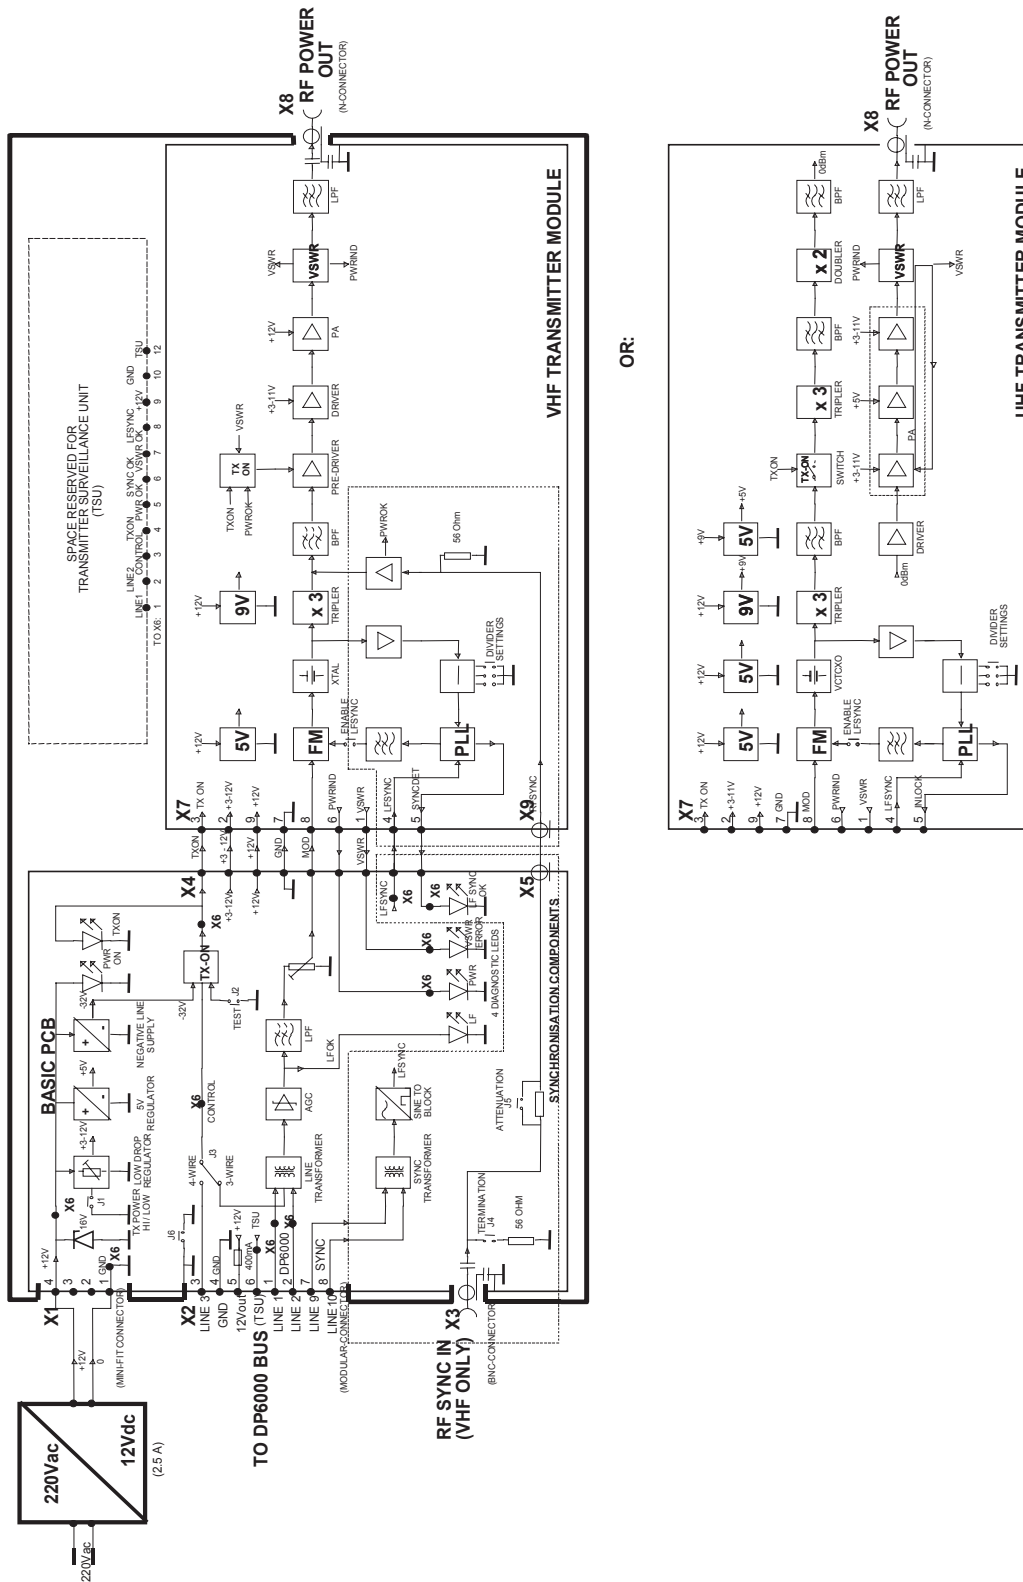 220Vac
220Vac
12Vdc
(2.5 A)
+12V
0
(MINI-FIT CONNECTOR)
X1
4
3
2
1
+12V
GND
X6
16V
X6
BASIC PCB
J1
TX POWER
HI / LOW
LOW DROP
REGULATOR
+3-12V
5V
REGULATOR
+5V
NEGATIVE LINE
SUPPLY
-32V
PWR
ON
TXON
X2
3
LINE 3
4
GND
5
12Vout
6
(TSU)
1
LINE 1
2
LINE 2
7
LINE 9
8
LINE10
TO DP6000 BUS
(MODULAR-CONNECTOR)
J6
GND
+12V
400mA
TSU
X6
X6
DP6000
SYNC
4-WIRE
3-WIRE
J3
X6
CONTROL
-32V
TX-ON
TEST
J2
X6
LINE
TRANSFORMER
AGC
LPF
LFOK
SYNC
TRANSFORMER
SINE TO
BLOCK
LFSYNC
LF
PWR
VSWR
ERROR
LF SYNC
OK
X6
X6
X6
X6
4 DIAGNOSTIC LEDS
SYNCHRONISATION COMPONENTS
RF SYNC IN
(VHF ONLY)
X3
(BNC-CONNECTOR)
TERMINATION
J4
56 OHM
ATTENUATION
J5
X5
X4
TXON
+3-12V
+3 -12V
+12V
+12V
GND
MOD
VSWR
LFSYNC
X7
3
TX ON
2
+3-12V
9
+12V
7
8
6
PWRIND
1
VSWR
4
LFSYNC
5
SYNCDET
X9
RFSYNC
SPACE RESERVED FOR
TRANSMITTER SURVEILLANCE UNIT
(TSU)
LINE1
LINE 2
CONTROL
TXON
PWR OK
SYNC OK
VSWR OK
LFSYNC
+12V
GND
TSU
TO X6:
1
2
3
4
5
6
7
8
9
10
12
+12V
5V
+12V
9V
FM
XTAL
x 3
TRIPLER
BPF
PRE-DRIVER
TXON
PWROK
TX
ON
VSWR
+3-11V
DRIVER
+12V
PA
VSWR
VSWR
PWRIND
LPF
ENABLE
LFSYNC
PLL
DIVIDER
SETTINGS
PWROK
56 Ohm
VHF TRANSMITTER MODULE
X8
RF POWER
OUT
(N-CONNECTOR)
OR:
X7
3
TX ON
2
+3-11V
9
+12V
7
GND
8
MOD
6
PWRIND
1
VSWR
4
LFSYNC
5
INLOCK
+12V
5V
+12V
5V
+12V
9V
+9V
+9V
5V
+5V
FM
VCTCXO
x 3
TRIPLER
BPF
TXON
TX-ON
SWITCH
x 3
TRIPLER
BPF
x 2
DOUBLER
BPF
0dBm
ENABLE
LFSYNC
PLL
DIVIDER
SETTINGS
0dBm
DRIVER
+3-11V
PA
+5V
+3-11V
PWRIND
VSWR
VSWR
LPF
X8
RF POWER
OUT
(N-CONNECTOR)
UHF TRANSMITTER MODULE